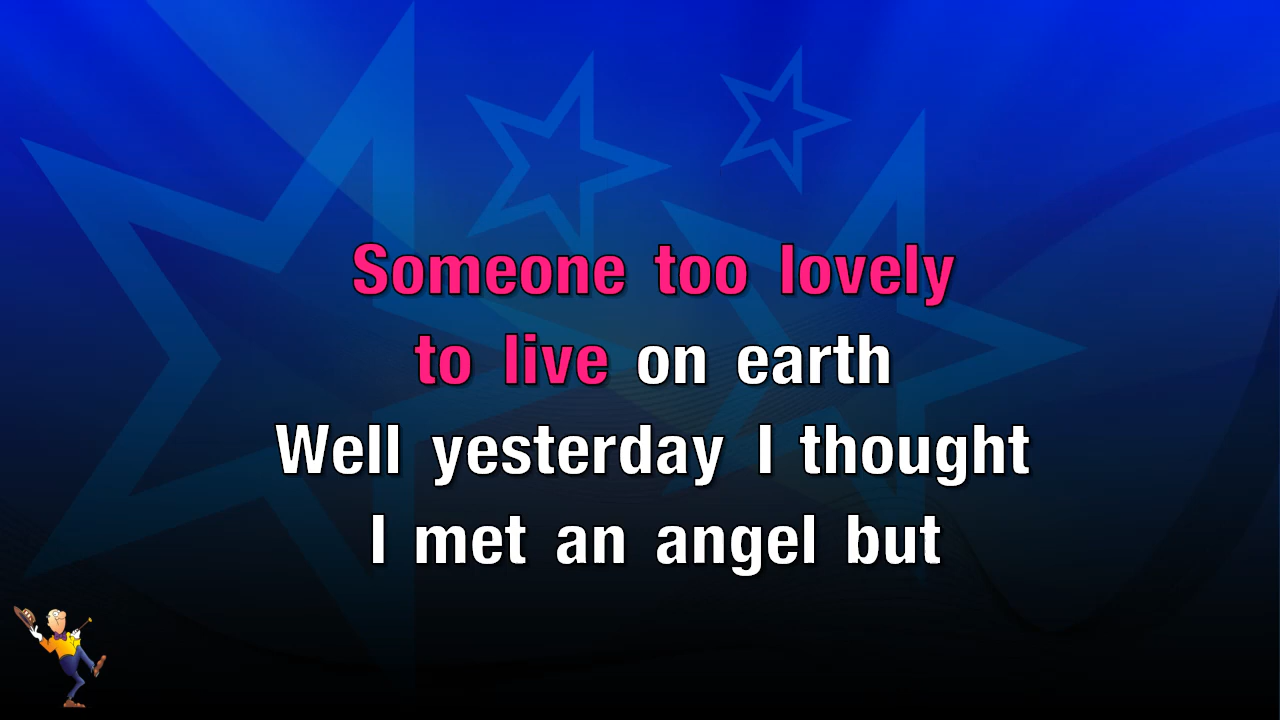 Someone too lovely
to live on earth
Well yesterday I thought
I met an angel but